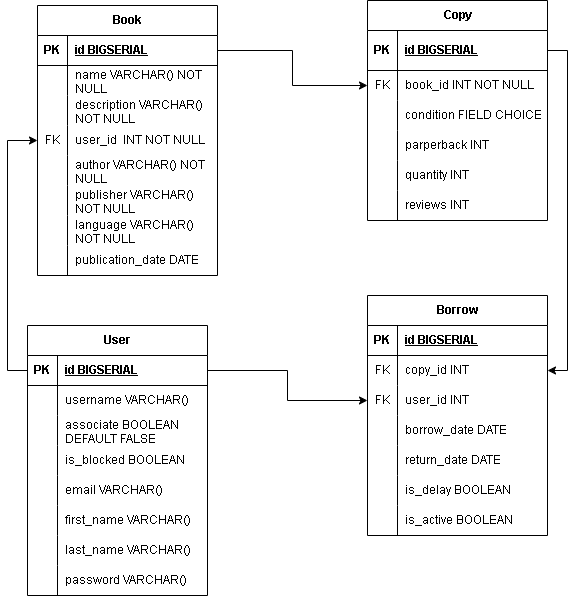 Book
PK id BIGSERIAL
name VARCHAR() NOT
NULL
description VARCHAR()
NOT NULL
FK user_id INT NOT NULL
author VARCHAR() NOT
NULL
publisher VARCHAR()
NOT NULL
language VARCHAR()
NOT NULL
publication_date DATE
Copy
PK id BIGSERIAL
FK book_id INT NOT NULL
condition FIELD CHOICE
parperback INT
quantity INT
reviews INT
User
PK id BIGSERIAL
username VARCHAR()
associate BOOLEAN
DEFAULT FALSE
is_blocked BOOLEAN
email VARCHAR()
first_name VARCHAR()
last_name VARCHAR()
password VARCHAR()
Borrow
PK id BIGSERIAL
FK copy_id INT
FK user_id INT
borrow_date DATE
return_date DATE
is_delay BOOLEAN
is_active BOOLEAN